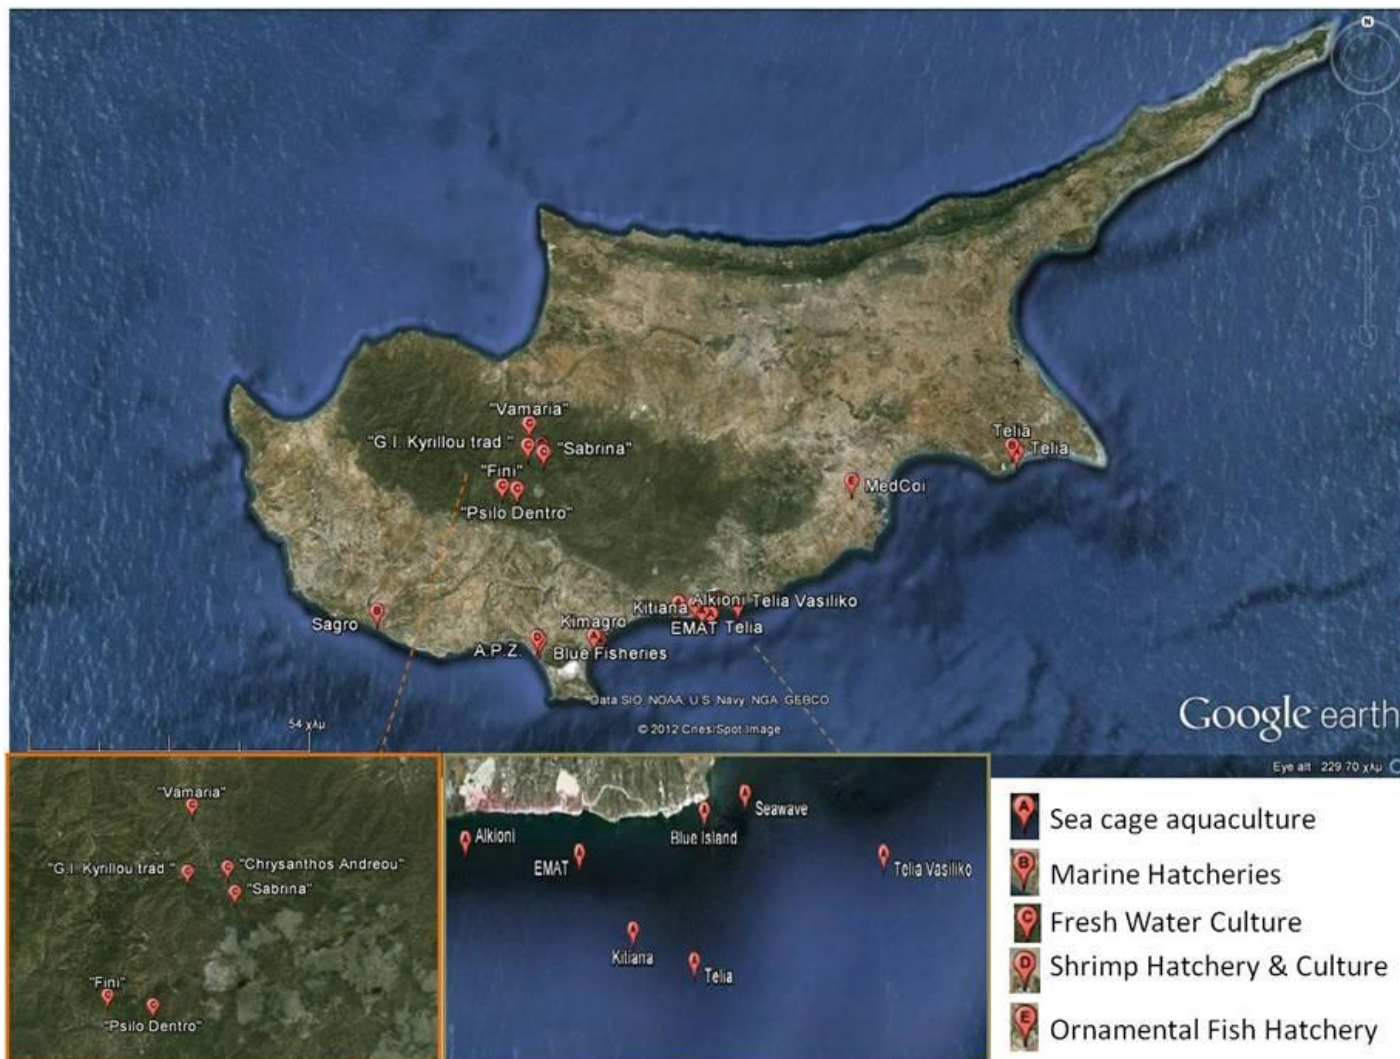 N
"Vamaria"
"G.I. Kyrillou trad."
"Sabrina"
"Fini"
"Psilo Dentro"
Telia
Telia
MedCoi
Sagro
Kitiana
Alkioni
Telia Vasiliko
EMAT
Telia
Kimagro
A.P.Z.
Blue Fisheries
Data SIO, NOAA, U.S. Navy, NGA, GEBCO
© 2012 Cnes/Spot Image
54 χλμ
Google earth
Eye alt 229.70 χλμ
"Vamaria"
"G.I. Kyrillou trad."
"Chrysanthos Andreou"
"Sabrina"
"Fini"
"Psilo Dentro"
Alkioni
EMAT
Blue Island
Seawave
Telia Vasiliko
Kitiana
Telia
A Sea cage aquaculture
B Marine Hatcheries
C Fresh Water Culture
D Shrimp Hatchery & Culture
E Ornamental Fish Hatchery